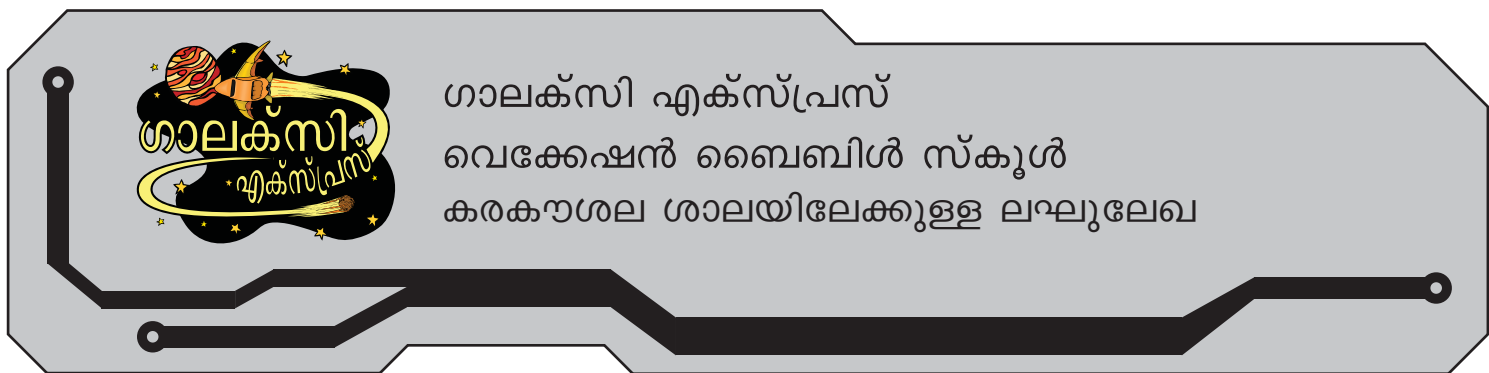 ഗാലക്സി
എക്സ്പ്രസ്
ഗാലക്സി എക്സ്പ്രസ്
വെക്കേഷൻ ബൈബിൾ സ്കൂൾ
കരകൗശല ശാലയിലേക്കുള്ള ലഘുലേഖ